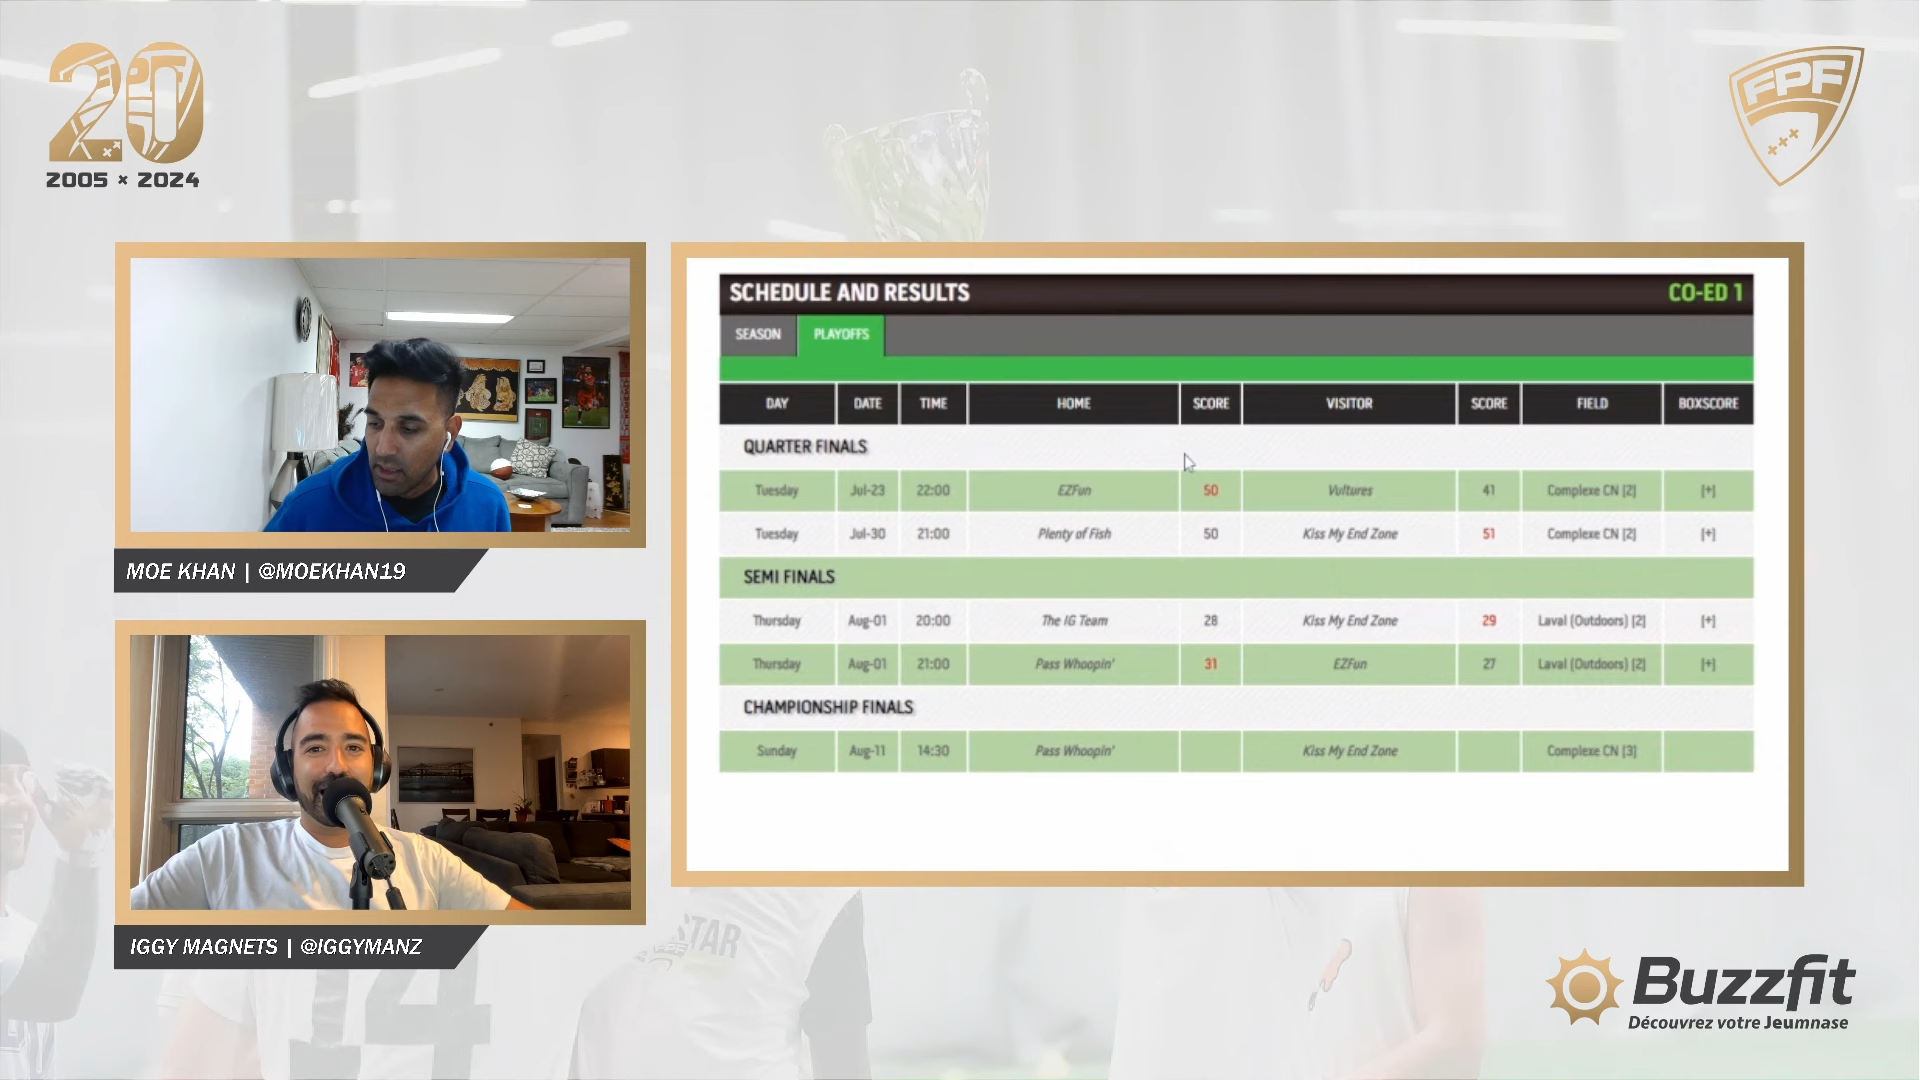 20
2005 × 2024
FPF
MOE KHAN | @MOEKHAN19
IGGY MAGNETS | @IGGYMANZ
SCHEDULE AND RESULTS CO-ED 1
SEASON PLAYOFFS
DAY DATE TIME HOME SCORE VISITOR SCORE FIELD BOXSCORE
QUARTER FINALS
Tuesday Jul-23 22:00 EZFun 50 Vultures 41 Complexe CN [2] [+]
Tuesday Jul-30 21:00 Plenty of Fish 50 Kiss My End Zone 51 Complexe CN [2] [+]
SEMI FINALS
Thursday Aug-01 20:00 The IG Team 28 Kiss My End Zone 29 Laval (Outdoors) [2] [+]
Thursday Aug-01 21:00 Pass Whoopin' 31 EZFun 27 Laval (Outdoors) [2] [+]
CHAMPIONSHIP FINALS
Sunday Aug-11 14:30 Pass Whoopin' Kiss My End Zone Complexe CN [3]
STAR
14
Buzzfit
Découvrez votre Jeumnase